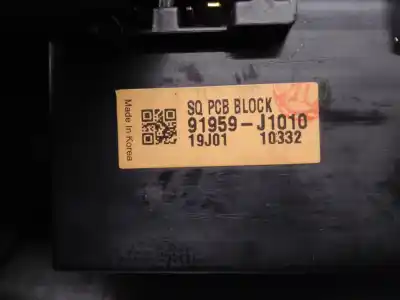 Made In Korea
SQ PCB BLOCK
91959-J1010
19J01 10332